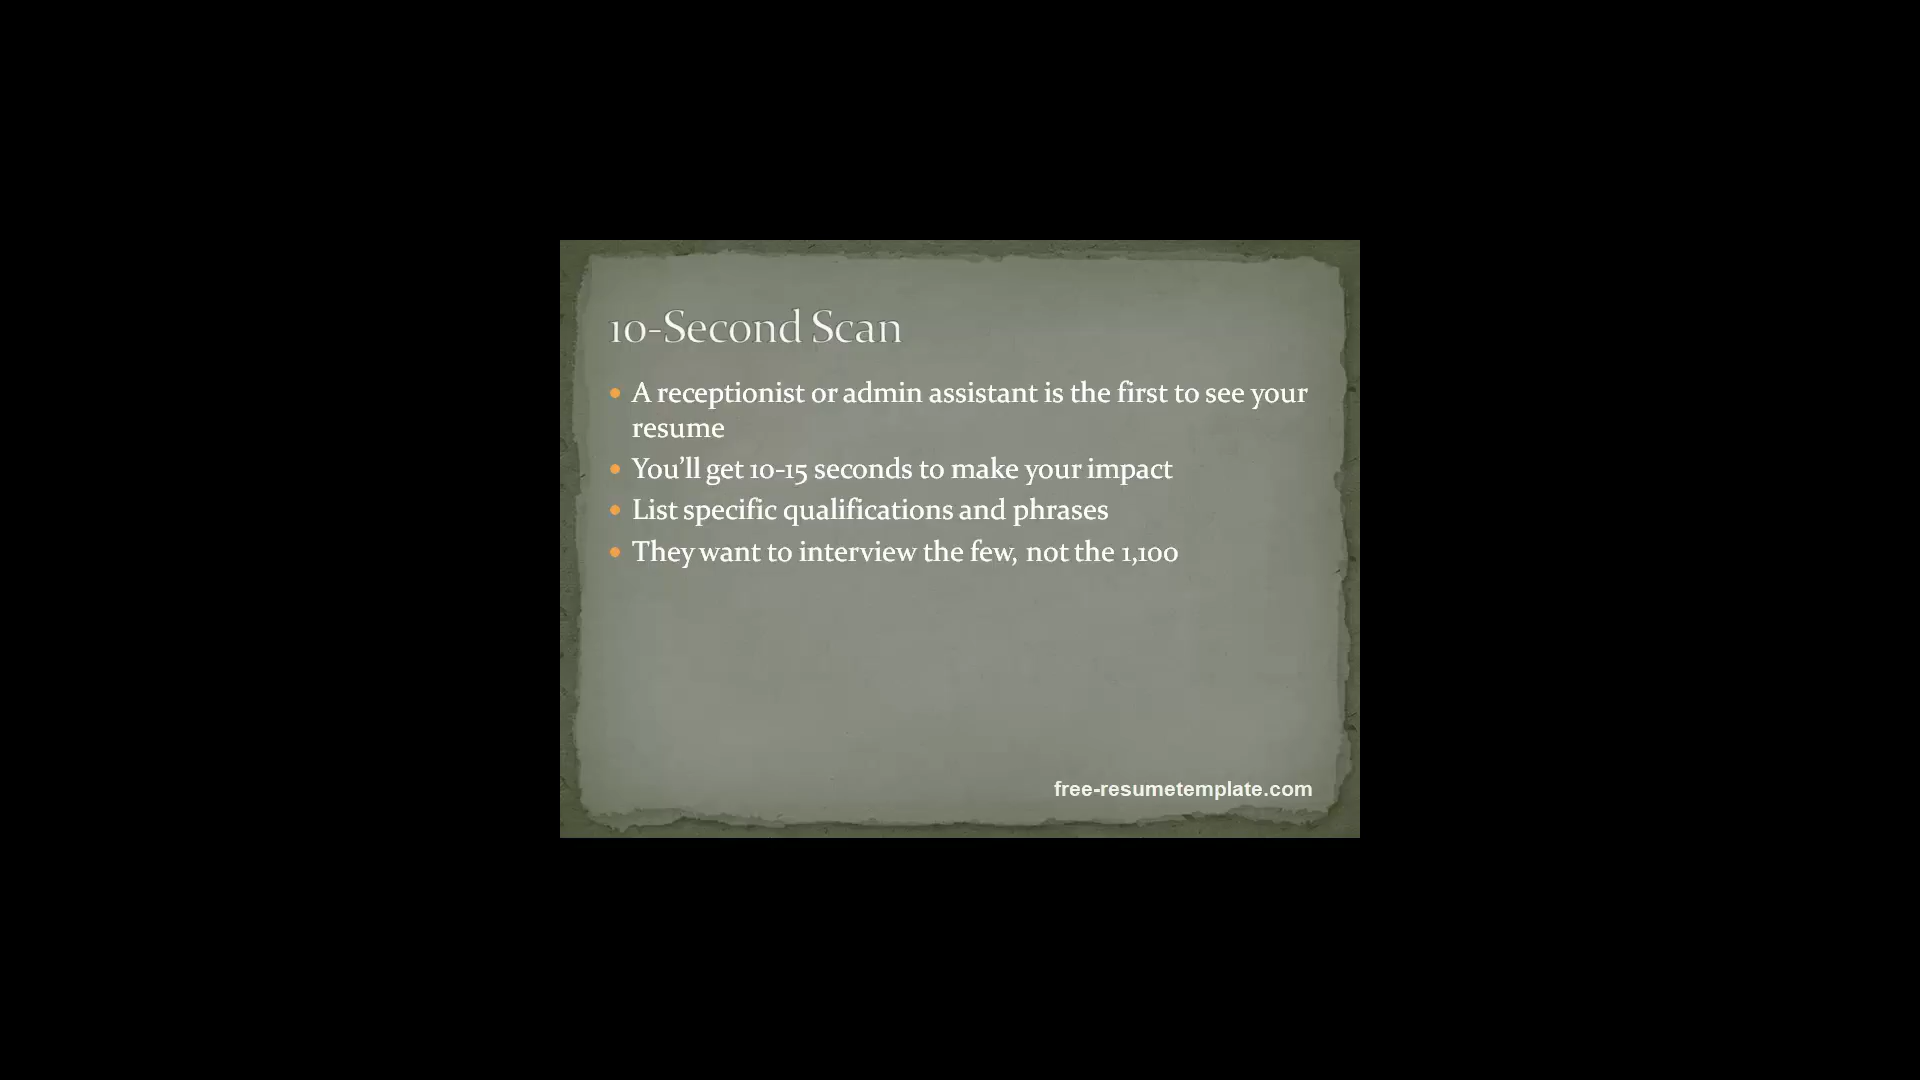 10-Second Scan
A receptionist or admin assistant is the first to see your
resume
You’ll get 10-15 seconds to make your impact
List specific qualifications and phrases
They want to interview the few, not the 1,100
free-resumetemplate.com